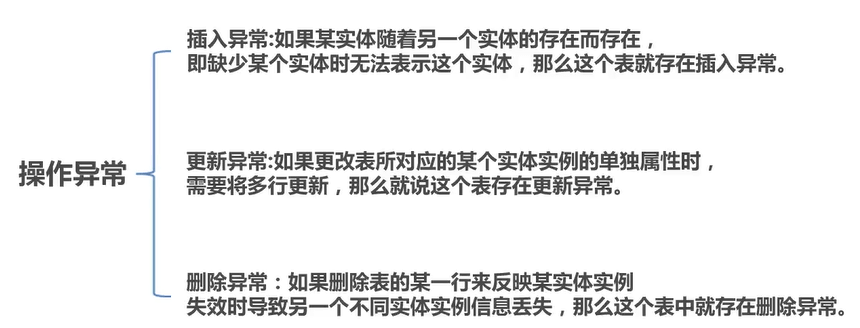 插入异常:如果某实体随着另一个实体的存在而存在，
即缺少某个实体时无法表示这个实体，那么这个表就存在插入异常。
操作异常
更新异常:如果更改表所对应的某个实体实例的单独属性时，
需要将多行更新，那么就说这个表存在更新异常。
删除异常：如果删除表的某一行来反映某实体实例
失效时导致另一个不同实体实例信息丢失，那么这个表中就存在删除异常。